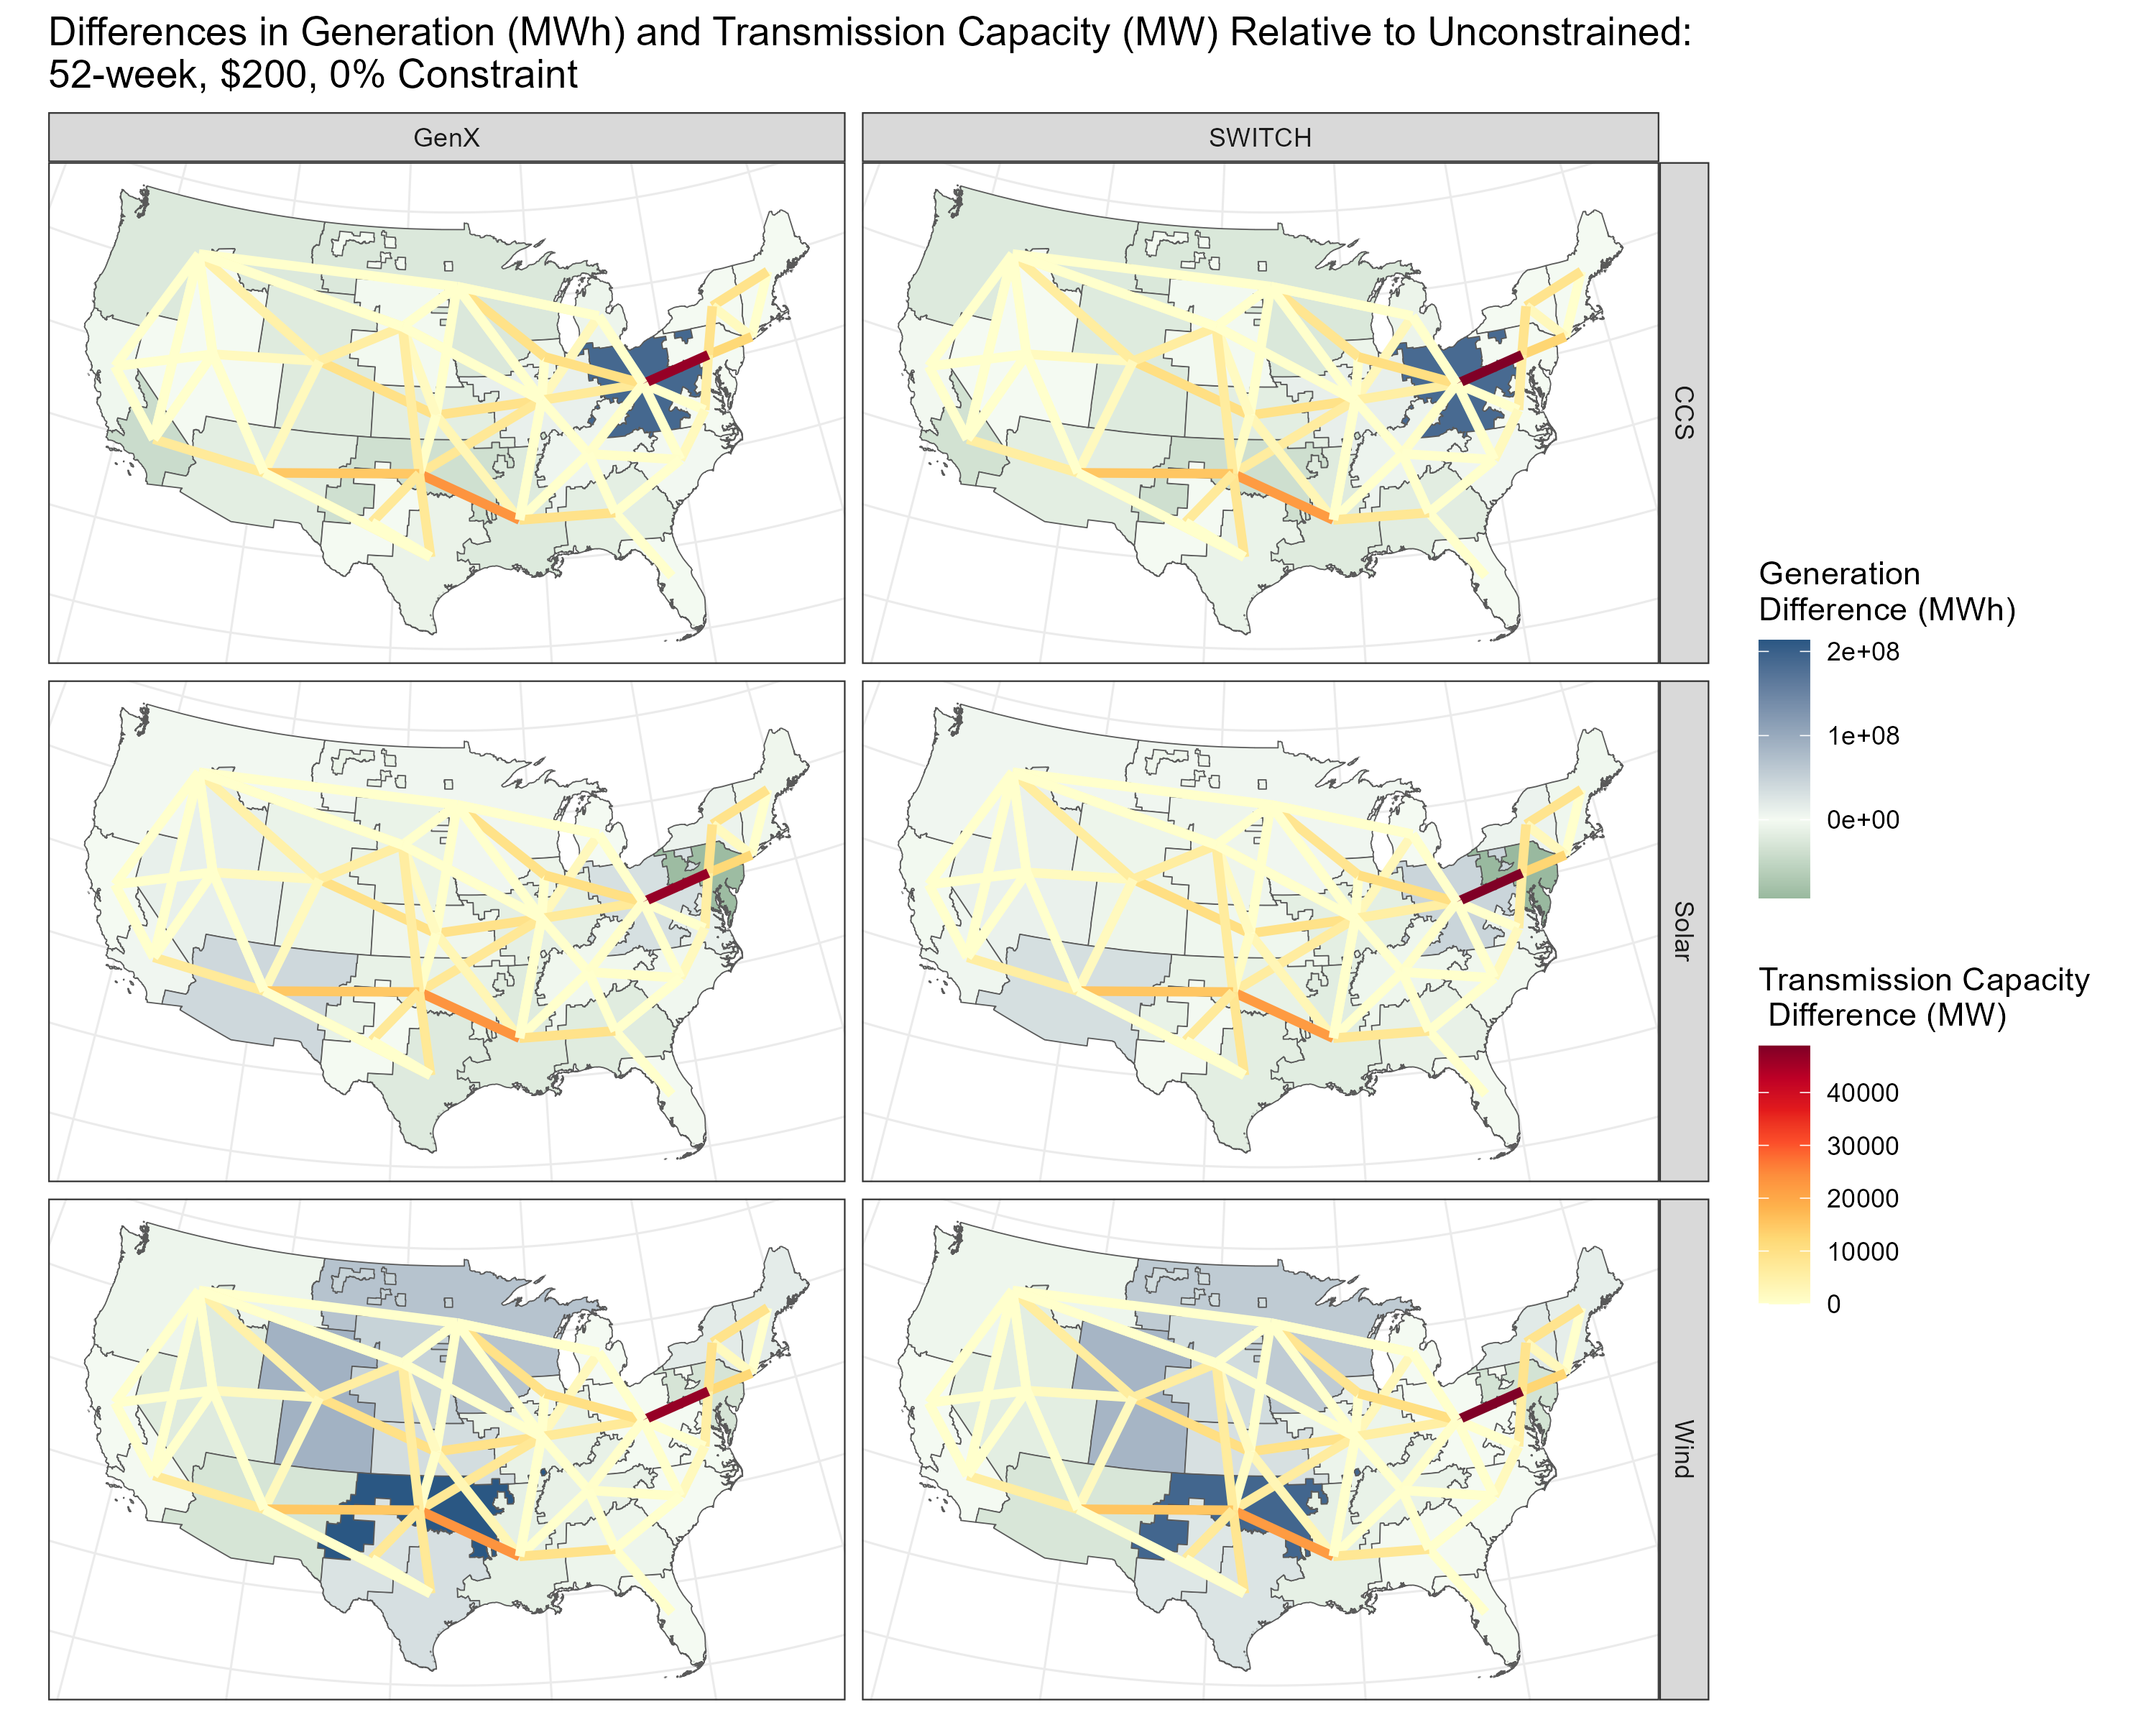 Differences in Generation (MWh) and Transmission Capacity (MW) Relative to Unconstrained:
52-week, $200, 0% Constraint
GenX
SWITCH
CCS
Solar
Wind
Generation
Difference (MWh)
2e+08
1e+08
0e+00
Transmission Capacity
Difference (MW)
40000
30000
20000
10000
0